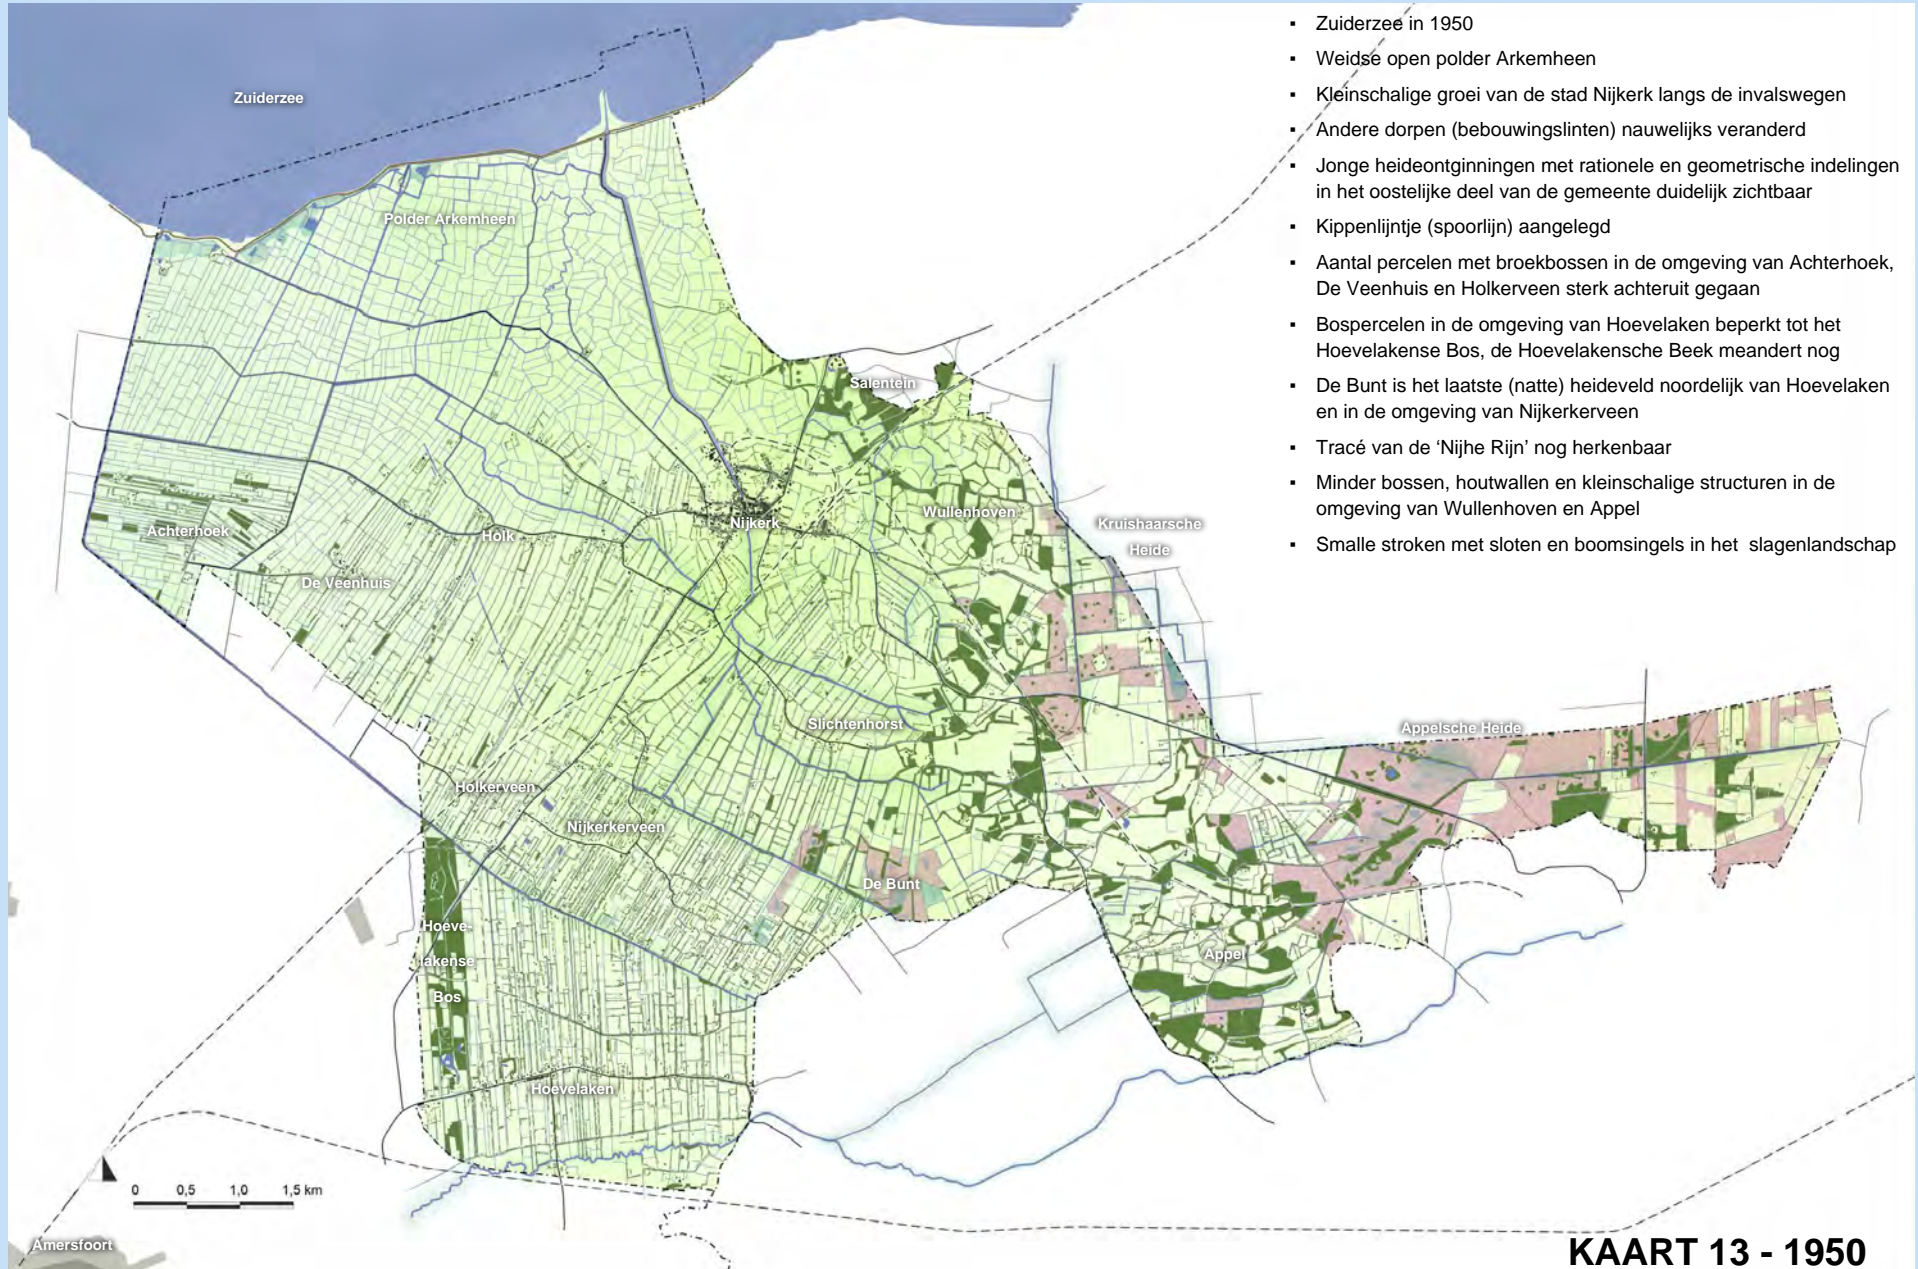 ▪ Zuiderzee in 1950
▪ Weidse open polder Arkemheen
▪ Kleinschalige groei van de stad Nijkerk langs de invalswegen
▪ Andere dorpen (bebouwingslinten) nauwelijks veranderd
▪ Jonge heideontginningen met rationele en geometrische indelingen
in het oostelijke deel van de gemeente duidelijk zichtbaar
▪ Kippenlijntje (spoorlijn) aangelegd
▪ Aantal percelen met broekbossen in de omgeving van Achterhoek,
De Veenhuis en Holkerveen sterk achteruit gegaan
▪ Bospercelen in de omgeving van Hoevelaken beperkt tot het
Hoevelakense Bos, de Hoevelakensche Beek meandert nog
▪ De Bunt is het laatste (natte) heideveld noordelijk van Hoevelaken
en in de omgeving van Nijkerkerveen
▪ Tracé van de ‘Nijhe Rijn’ nog herkenbaar
▪ Minder bossen, houtwallen en kleinschalige structuren in de
omgeving van Wullenhoven en Appel
▪ Smalle stroken met sloten en boomsingels in het slagenlandschap
Zuiderzee
Polder Arkemheen
Salentein
Achterhoek
Holk
Nijkerk
Wullenhoven
Kruishaarsche
Heide
De Veenhuis
Slichtenhorst
Appelsche Heide
Holkerveen
Nijkerkerveen
De Bunt
Hoeve-
lakense
Bos
Appel
Hoevelaken
0 0,5 1,0 1,5 km
Amersfoort
KAART 13 - 1950